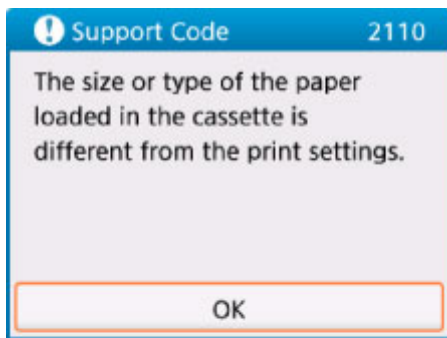 Support Code 2110
The size or type of the paper
loaded in the cassette is
different from the print settings.
OK